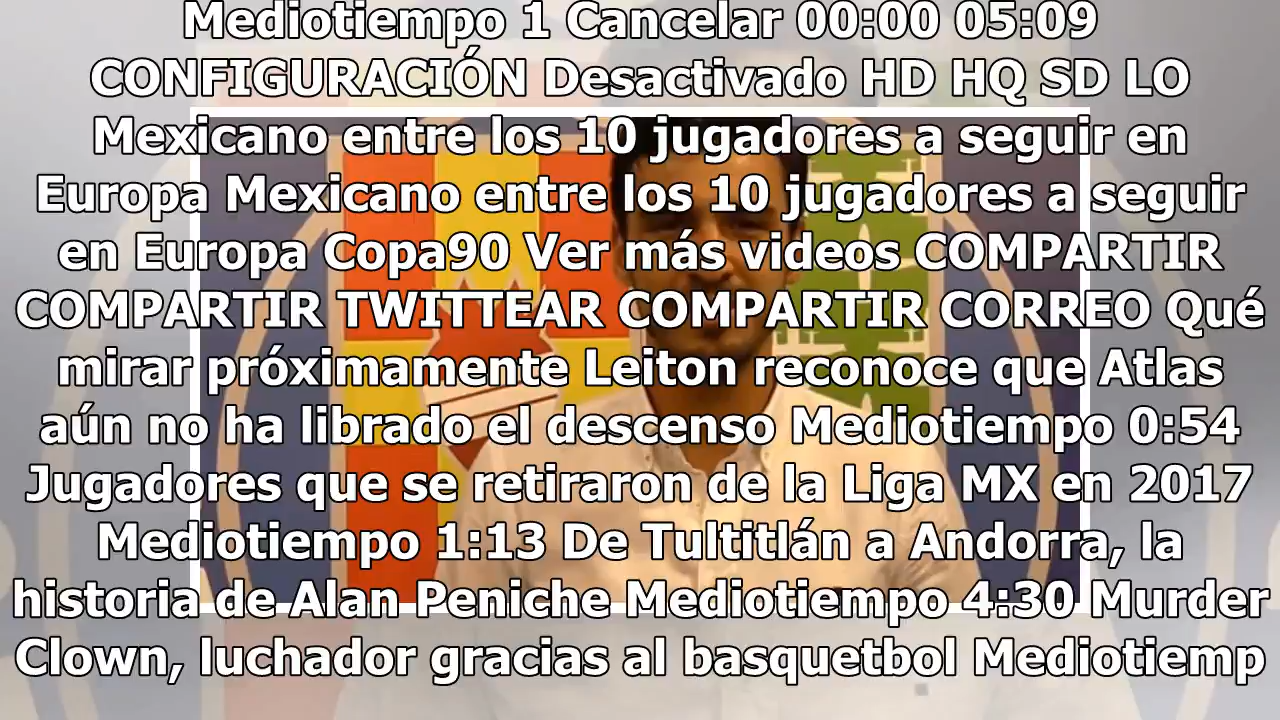 Mediotiempo 1 Cancelar 00:00 05:09
CONFIGURACIÓN Desactivado HD HQ SD LO
Mexicano entre los 10 jugadores a seguir en
Europa Mexicano entre los 10 jugadores a seguir
en Europa Copa90 Ver más videos COMPARTIR
COMPARTIR TWITTEAR COMPARTIR CORREO Qué
mirar próximamente Leiton reconoce que Atlas
aún no ha librado el descenso Mediotiempo 0:54
Jugadores que se retiraron de la Liga MX en 2017
Mediotiempo 1:13 De Tultitlán a Andorra, la
historia de Alan Peniche Mediotiempo 4:30 Murder
Clown, luchador gracias al basquetbol Mediotiemp